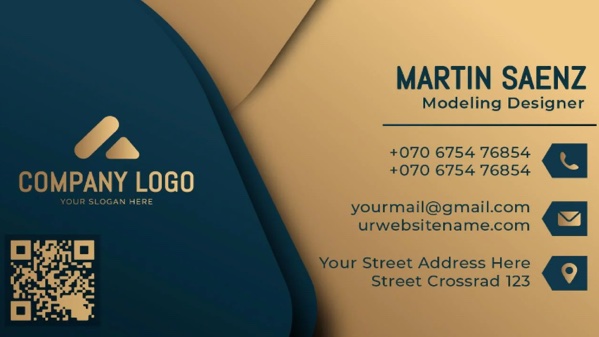 COMPANY LOGO
YOUR SLOGAN HERE
MARTIN SAENZ
Modeling Designer
+070 6754 76854
+070 6754 76854
yourmail@gmail.com
urwebsitename.com
Your Street Address Here
Street Crossrad 123